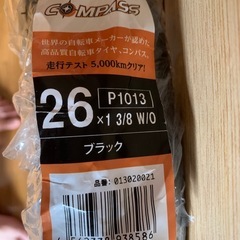 COMPASS
世界の自転車メーカーが認めた
高品質自転車タイヤ、コンパス。
走行テスト 5,000kmクリア!
26 P1013
×1 3/8 W/O
ブラック
品番: 013020021
938586